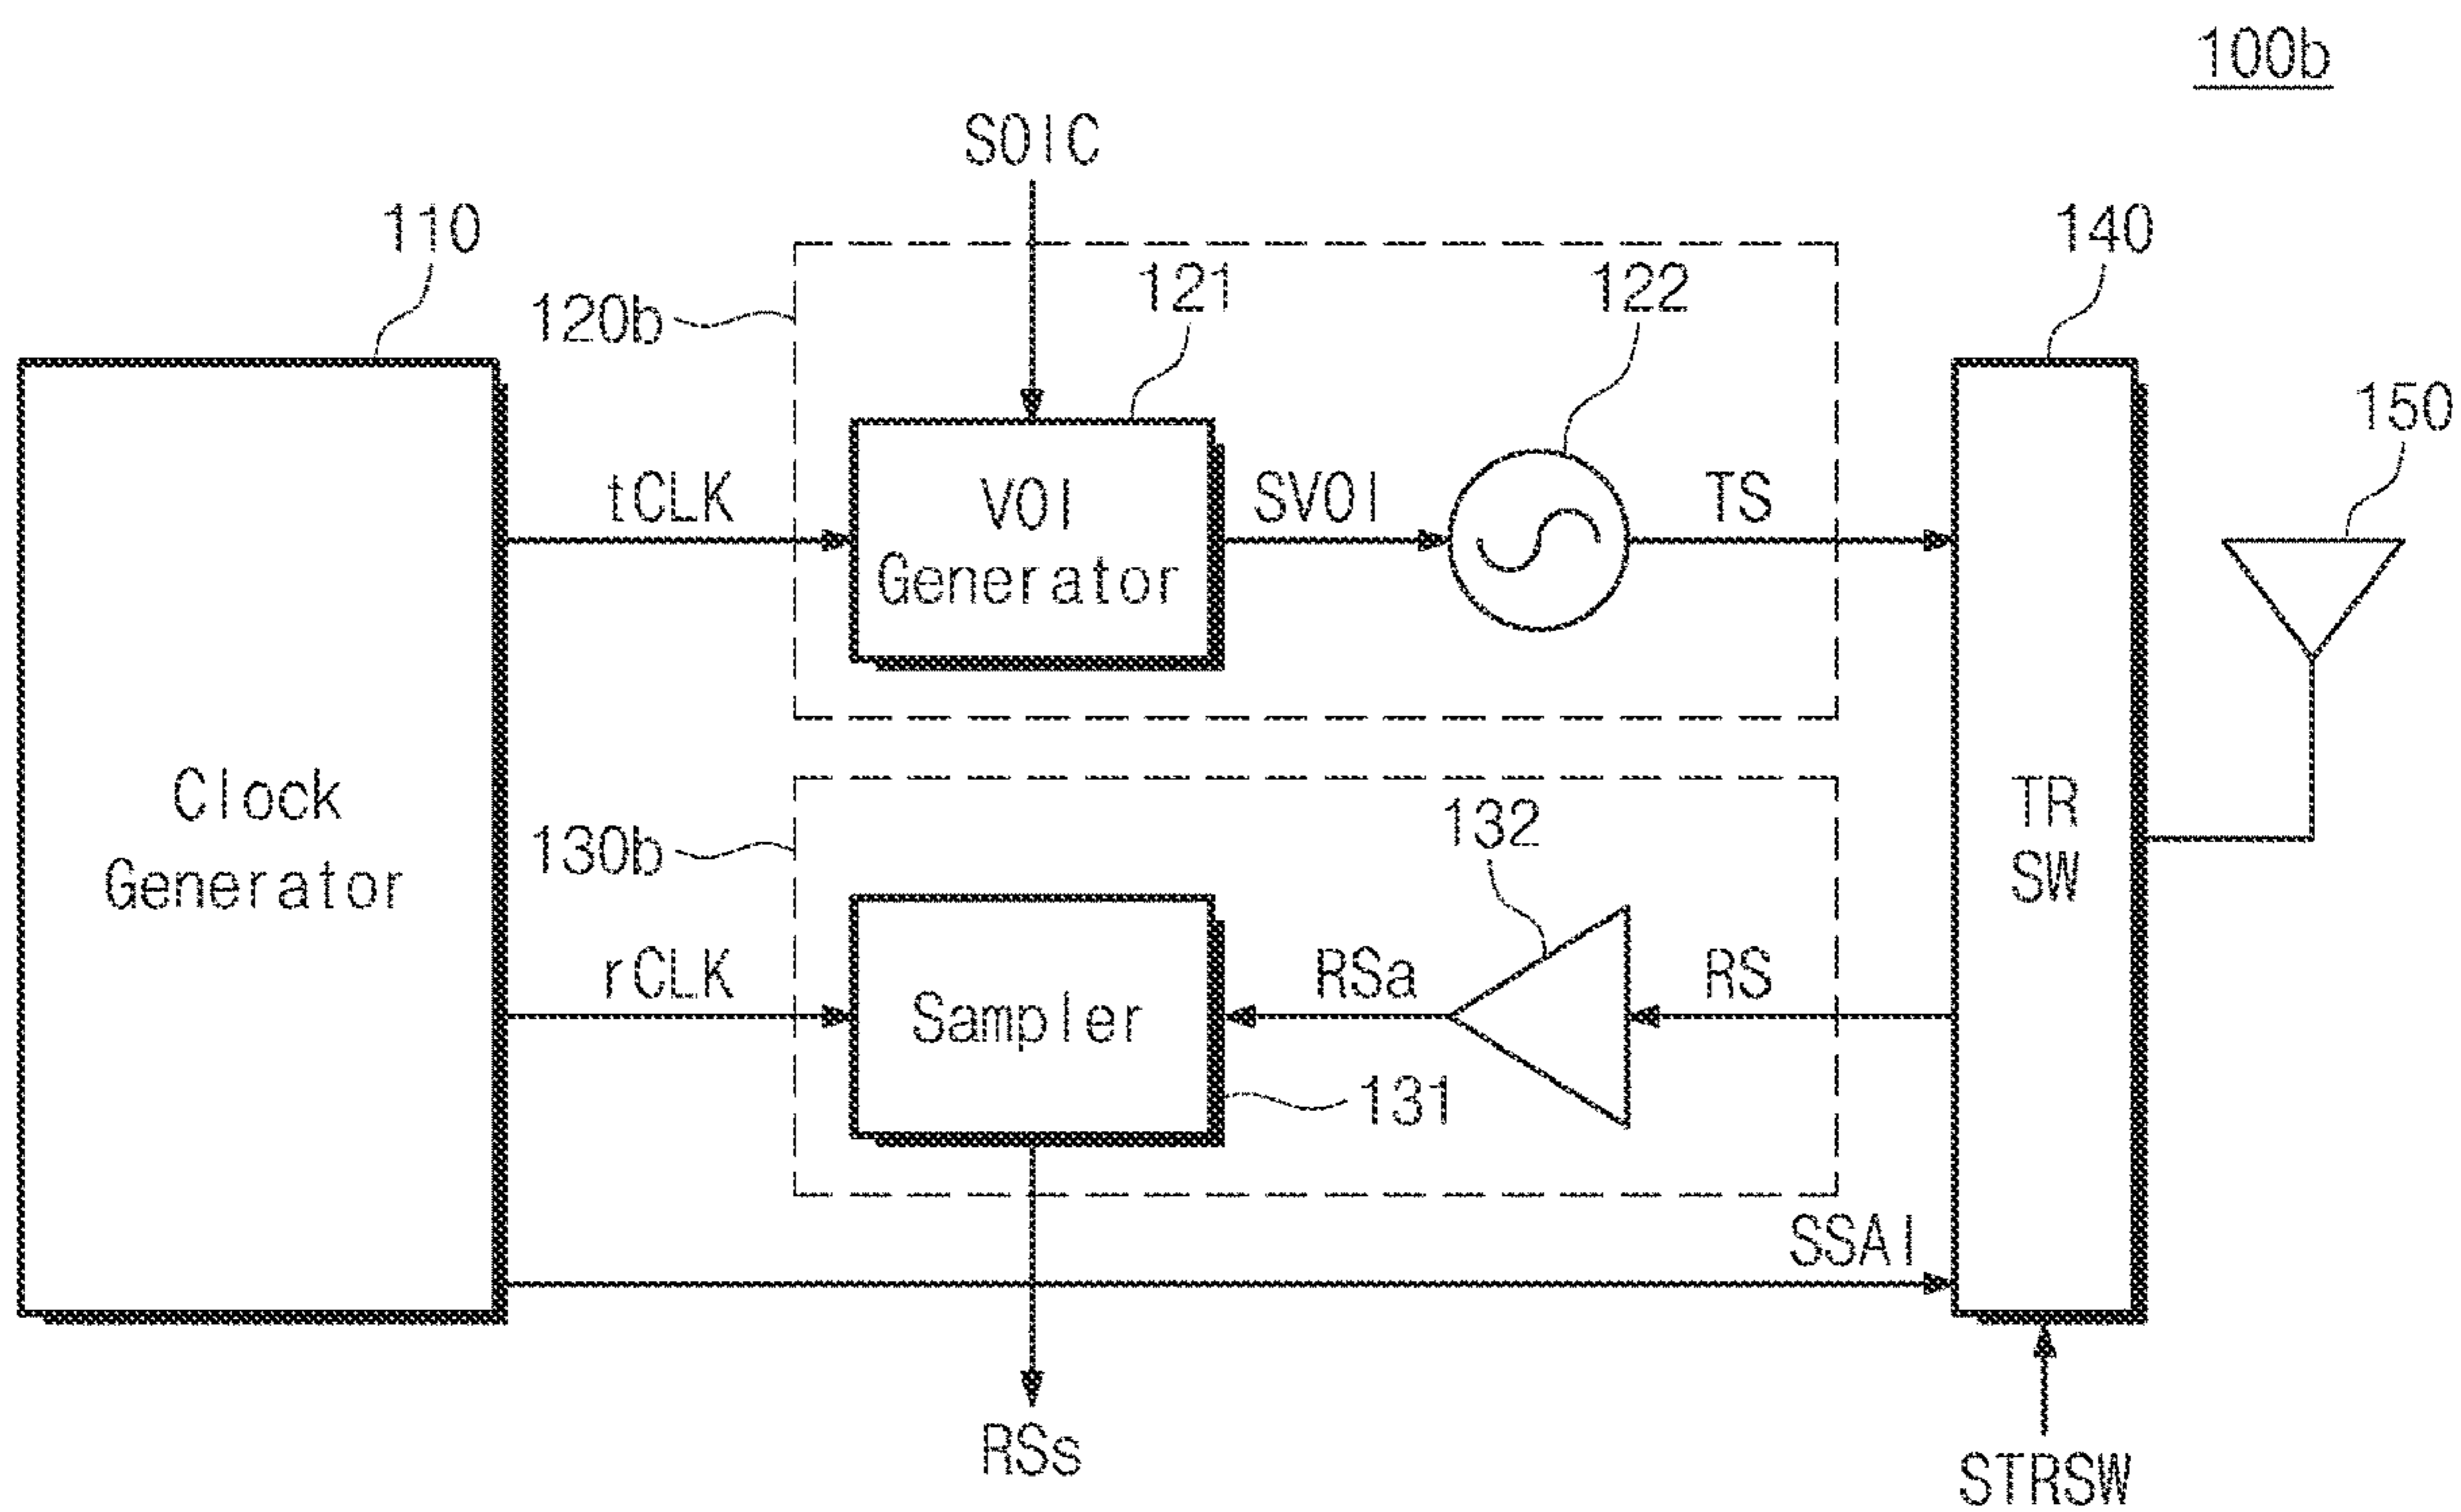 100b
SOIC
110
140
120b
121
122
150
tCLK
VOI
Generator
SVOI
TS
Clock
Generator
TR
SW
130b
132
rCLK
Sampler
RSa
RS
131
SSAI
RSs
STRSW